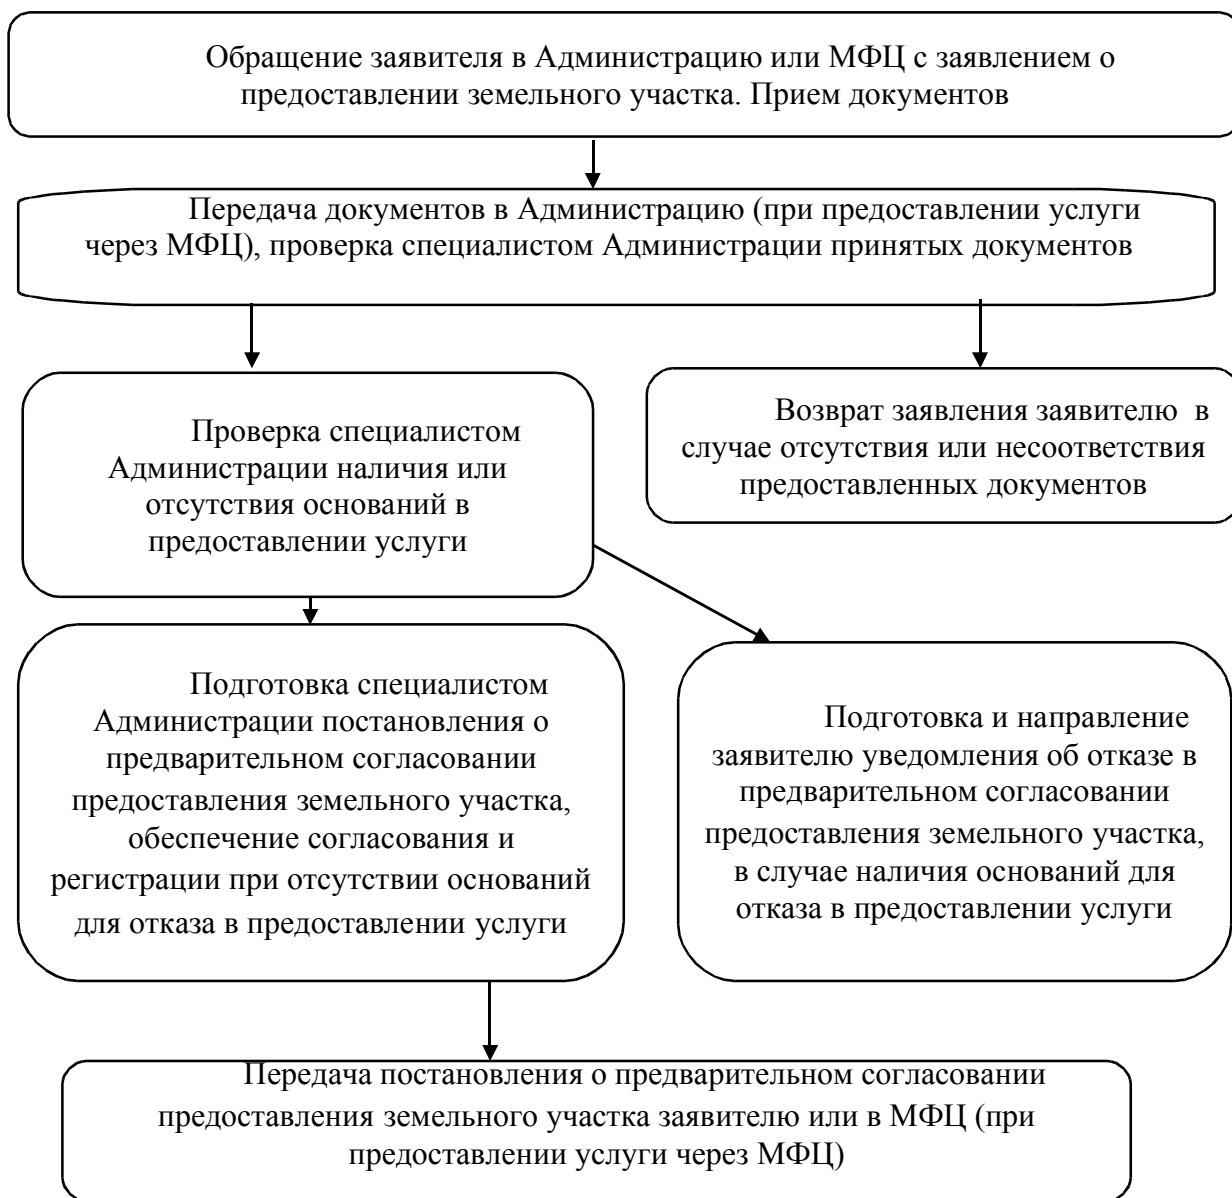 Обращение заявителя в Администрацию или МФЦ с заявлением о
предоставлении земельного участка. Прием документов
Передача документов в Администрацию (при предоставлении услуги
через МФЦ), проверка специалистом Администрации принятых документов
Проверка специалистом
Администрации наличия или
отсутствия оснований в
предоставлении услуги
Возврат заявления заявителю в
случае отсутствия или несоответствия
предоставленных документов
Подготовка специалистом
Администрации постановления о
предварительном согласовании
предоставления земельного участка,
обеспечение согласования и
регистрации при отсутствии оснований
для отказа в предоставлении услуги
Подготовка и направление
заявителю уведомления об отказе в
предварительном согласовании
предоставления земельного участка,
в случае наличия оснований для
отказа в предоставлении услуги
Передача постановления о предварительном согласовании
предоставления земельного участка заявителю или в МФЦ (при
предоставлении услуги через МФЦ)